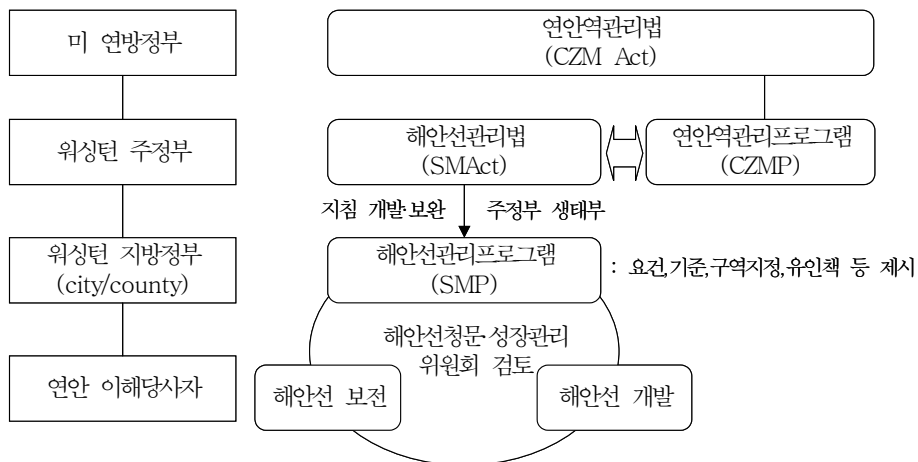 미 연방정부
연안역관리법
(CZM Act)
워싱턴 주정부
해안선관리법
(SMAct)
연안역관리프로그램
(CZMP)
지침 개발·보완
주정부 생태부
워싱턴 지방정부
(city/county)
해안선관리프로그램
(SMP)
: 요건,기준,구역지정,유인책 등 제시
해안선청문·성장관리
위원회 검토
연안 이해당사자
해안선 보전
해안선 개발